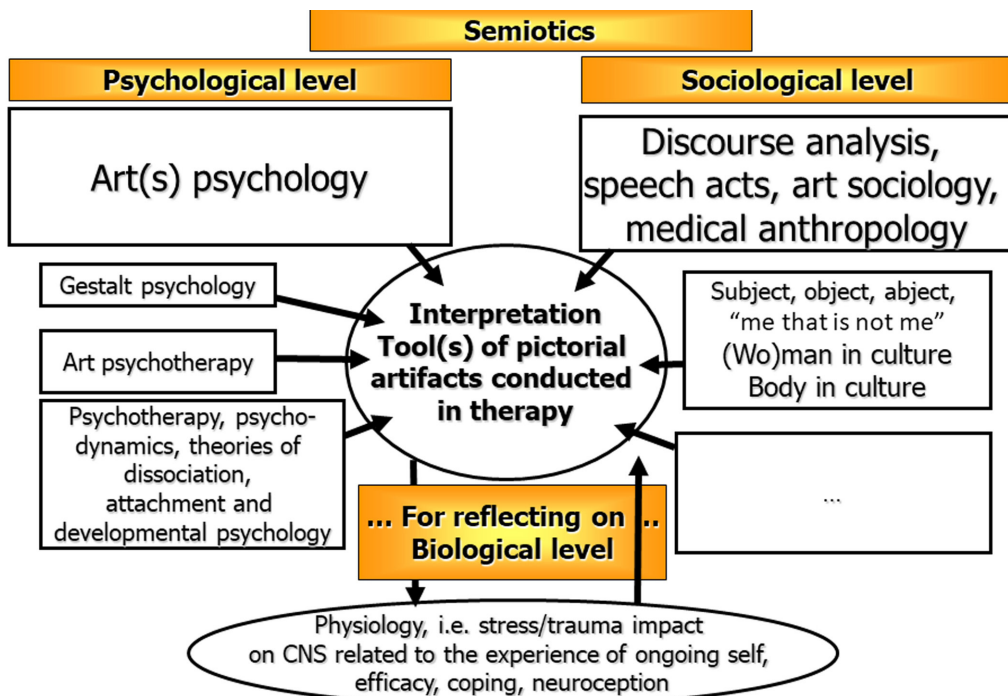 Semiotics
Psychological level
Sociological level
Art(s) psychology
Discourse analysis,
speech acts, art sociology,
medical anthropology
Gestalt psychology
Art psychotherapy
Psychotherapy, psycho-
dynamics, theories of
dissociation,
attachment and
developmental psychology
Interpretation
Tool(s) of pictorial
artifacts conducted
in therapy
Subject, object, abject,
“me that is not me”
(Wo)man in culture
Body in culture
...
... For reflecting on ...
Biological level
Physiology, i.e. stress/trauma impact
on CNS related to the experience of ongoing self,
efficacy, coping, neuroception